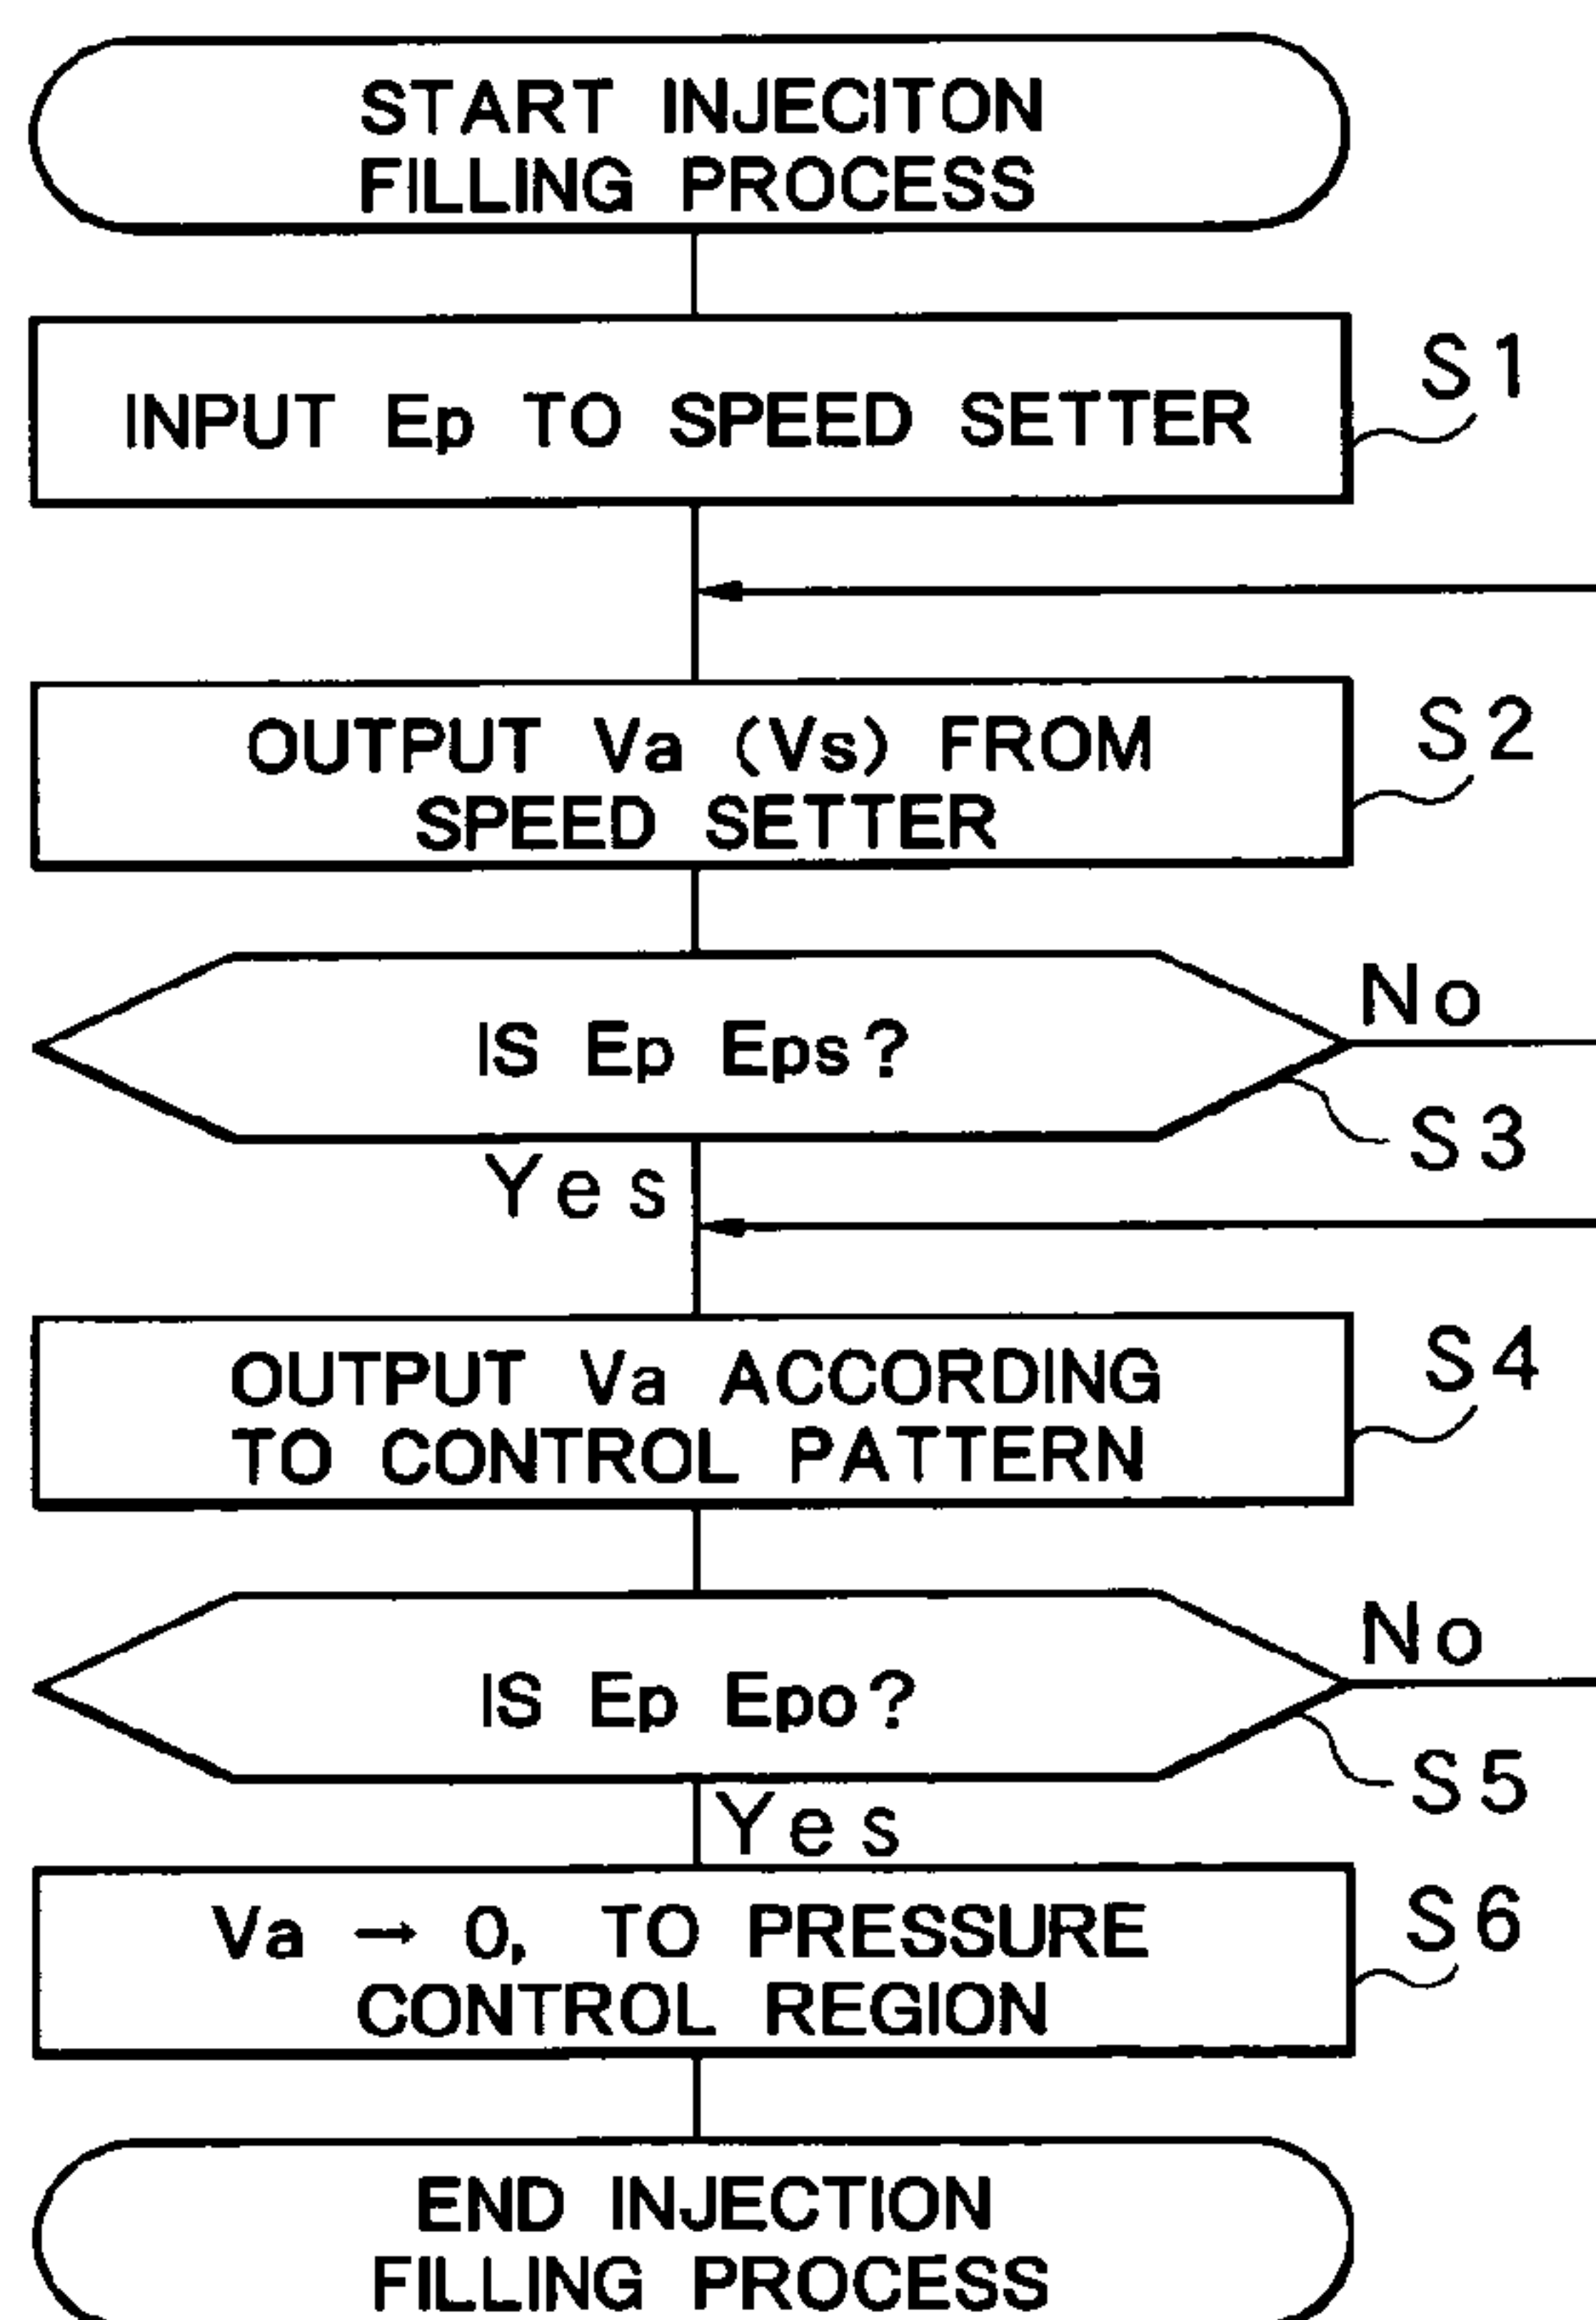 START INJECITON
FILLING PROCESS
INPUT Ep TO SPEED SETTER
S1
OUTPUT Va (Vs) FROM
SPEED SETTER
S2
IS Ep Eps?
No
S3
Yes
OUTPUT Va ACCORDING
TO CONTROL PATTERN
S4
IS Ep Epo?
No
S5
Yes
Va → 0, TO PRESSURE
CONTROL REGION
S6
END INJECTION
FILLING PROCESS